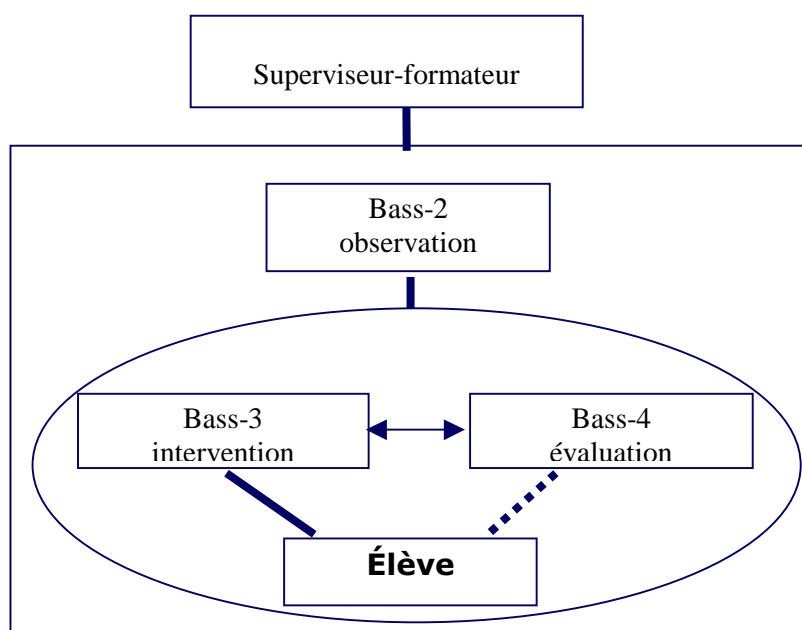 Superviseur-formateur
Bass-2
observation
Bass-3
intervention
Bass-4
évaluation
Élève